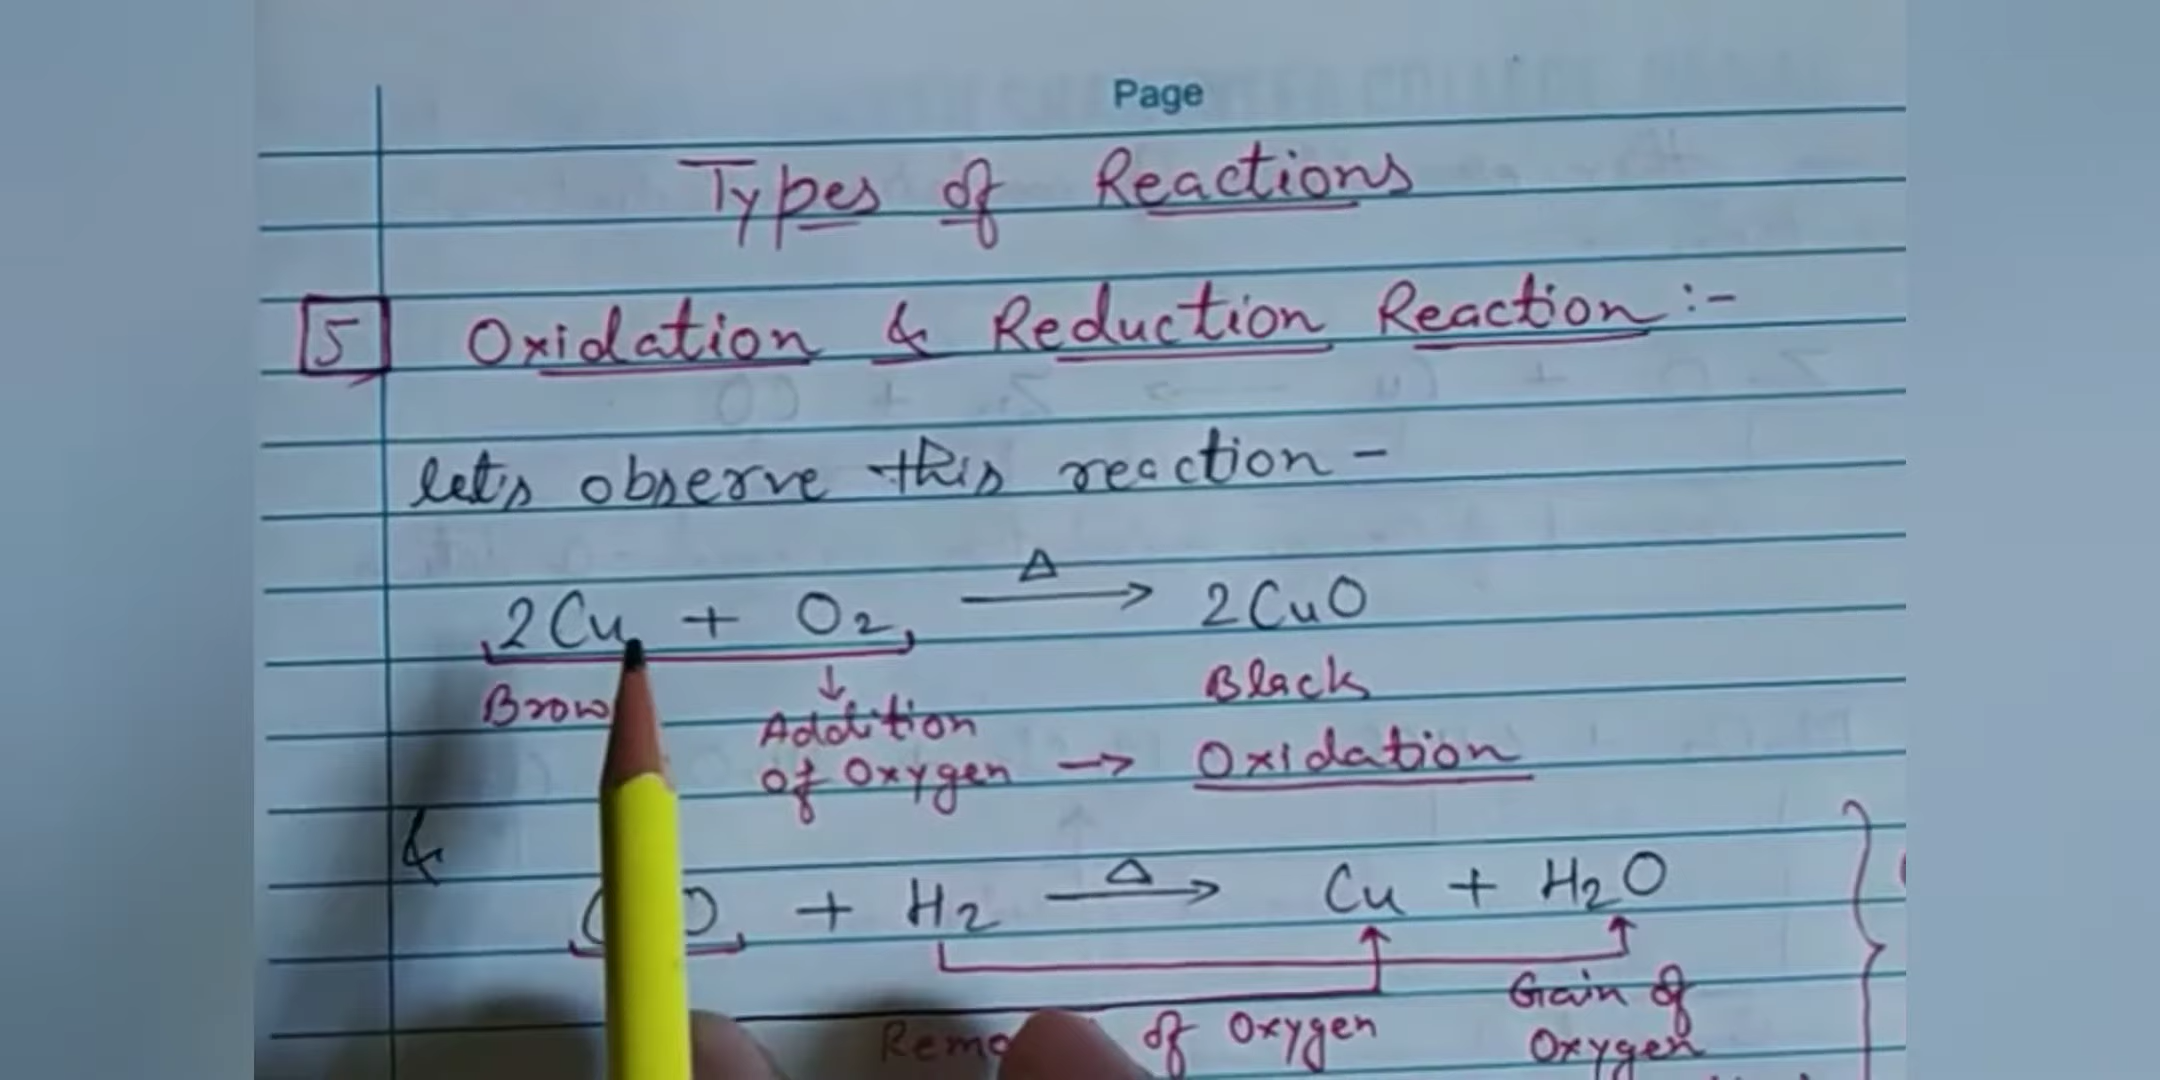 Page
Types of Reactions
5 Oxidation & Reduction Reaction :-
let's observe this reaction -
2Cu + O2 Δ → 2CuO
Black
↓
Addition
of Oxygen → Oxidation
&
+ H2 Δ → Cu + H2O
Gain of
of Oxygen Oxygen